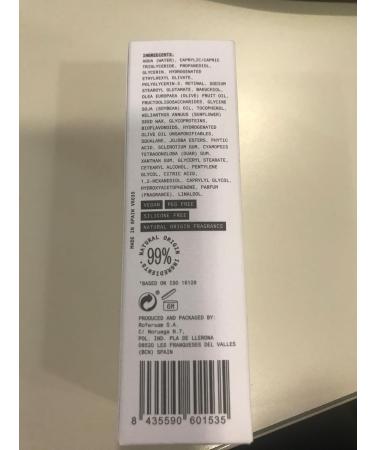 INGREDIENTS.
AQUA (WATER), CAPRYLIC/CAPRIC
TRIGLYCERIDE, PROPANEDIOL,
GLYCERIN, HYDROGENATED
ETHYLHEXYL OLIVATE,
POLYGLYCERIN-3, RETINAL, SODIUM
STEAROYL GLUTAMATE, BAKUCHIOL,
OLEA EUROPAEA (OLIVE) FRUIT OIL,
FRUCTOOLIGOSACCHARIDES, GLYCINE
SOJA (SOYBEAN) OIL, TOCOPHEROL,
HELIANTHUS ANNUUS (SUNFLOWER)
SEED WAX, GLYCOPROTEINS,
BIOFLAVONOIDS, HYDROGENATED
OLIVE OIL UNSAPONIFIABLES,
SQUALANE, JOJOBA ESTERS, PHYTIC
ACID, SCLEROTIUM GUM, CYAMOPSIS
TETRAGONOLOBA (GUAR) GUM,
XANTHAN GUM, GLYCERYL STEARATE,
CETEARYL ALCOHOL, PENTYLENE
GLYCOL, CITRIC ACID,
1,2-HEXANEDIOL, CAPRYLYL GLYCOL,
HYDROXYACETOPHENONE, PARFUM
(FRAGRANCE), LINALOOL.
VEGAN PEG FREE
SILICONE FREE
NATURAL ORIGIN FRAGRANCE
MADE IN SPAIN
NATURAL ORIGIN
99%
INGREDIENTS*
*BASED ON ISO 16128
6M
PRODUCED AND PACKAGED BY:
Rofersam S.A.
C/ Noruega N.7,
POL. IND. PLA DE LLERONA
08520 LES FRANQUESES DEL VALLES
(BCN) SPAIN
8 435590 601535